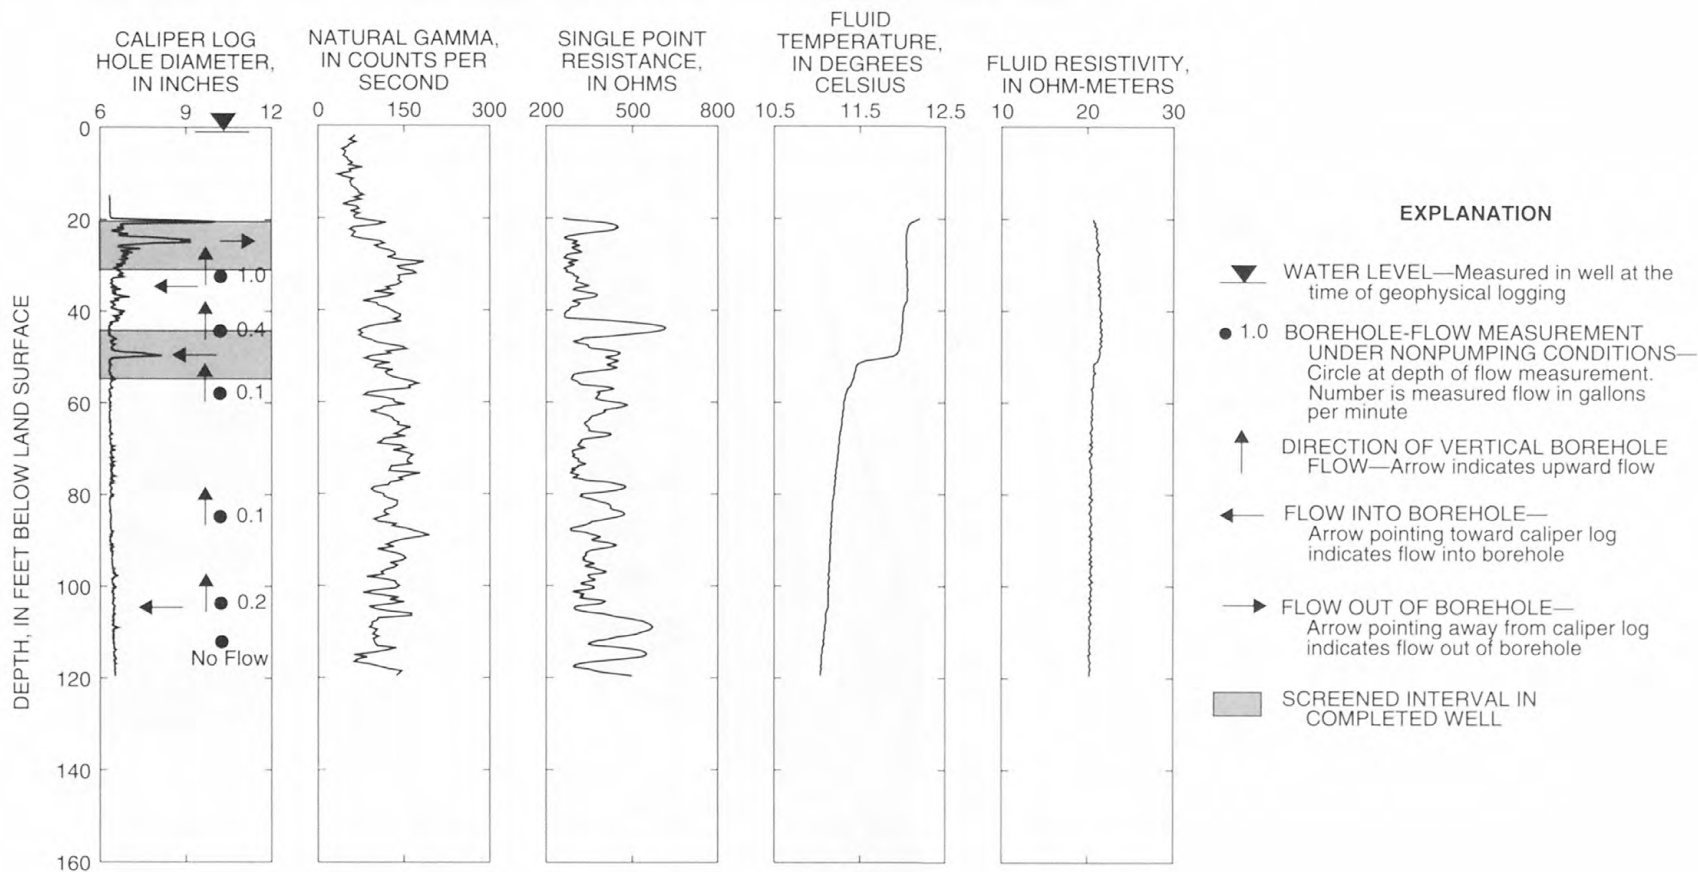 CALIPER LOG
HOLE DIAMETER,
IN INCHES
6 9 12
NATURAL GAMMA,
IN COUNTS PER
SECOND
0 150 300
SINGLE POINT
RESISTANCE,
IN OHMS
200 500 800
FLUID
TEMPERATURE,
IN DEGREES
CELSIUS
10.5 11.5 12.5
FLUID RESISTIVITY,
IN OHM-METERS
10 20 30
DEPTH, IN FEET BELOW LAND SURFACE
0
20
40
60
80
100
120
140
160
1.0
0.4
0.1
0.1
0.2
No Flow
EXPLANATION
WATER LEVEL—Measured in well at the
time of geophysical logging
1.0 BOREHOLE-FLOW MEASUREMENT
UNDER NONPUMPING CONDITIONS—
Circle at depth of flow measurement.
Number is measured flow in gallons
per minute
DIRECTION OF VERTICAL BOREHOLE
FLOW—Arrow indicates upward flow
FLOW INTO BOREHOLE—
Arrow pointing toward caliper log
indicates flow into borehole
FLOW OUT OF BOREHOLE—
Arrow pointing away from caliper log
indicates flow out of borehole
SCREENED INTERVAL IN
COMPLETED WELL